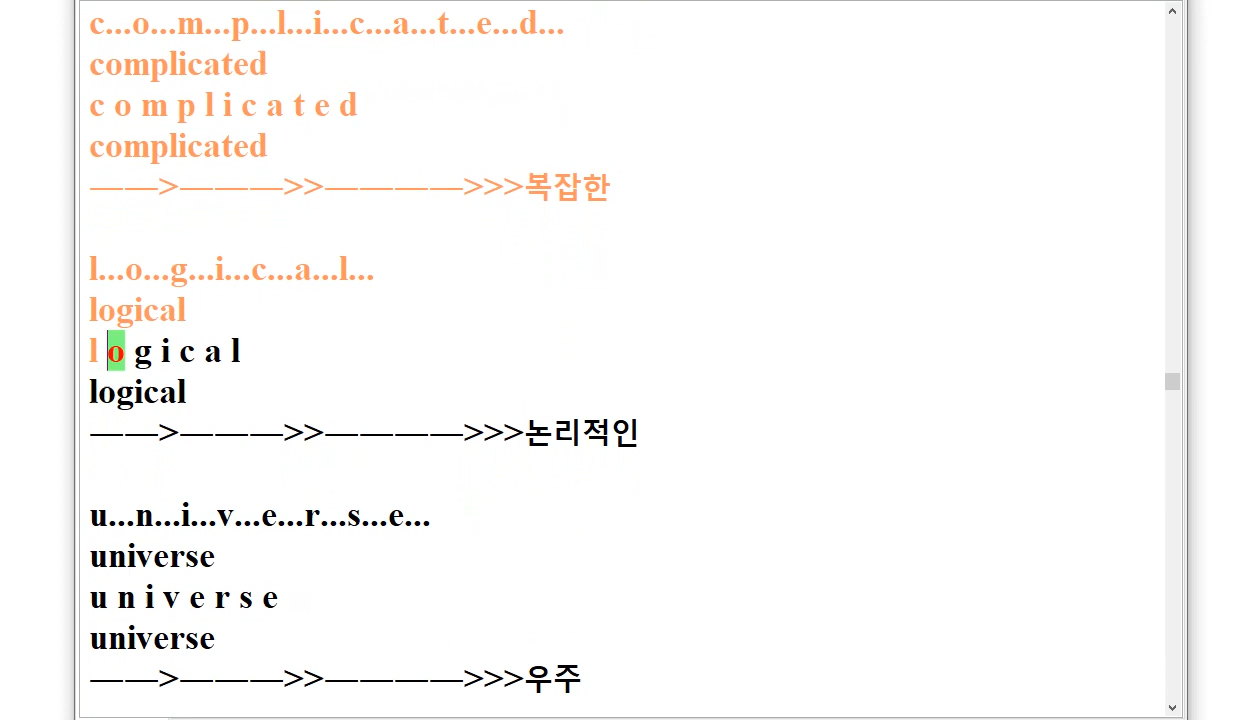 c...o...m...p...l...i...c...a...t...e...d...
complicated
c o m p l i c a t e d
complicated
——>———>>————>>>복잡한
l...o...g...i...c...a...l...
logical
l o g i c a l
logical
——>———>>————>>>논리적인
u...n...i...v...e...r...s...e...
universe
u n i v e r s e
universe
——>———>>————>>>우주